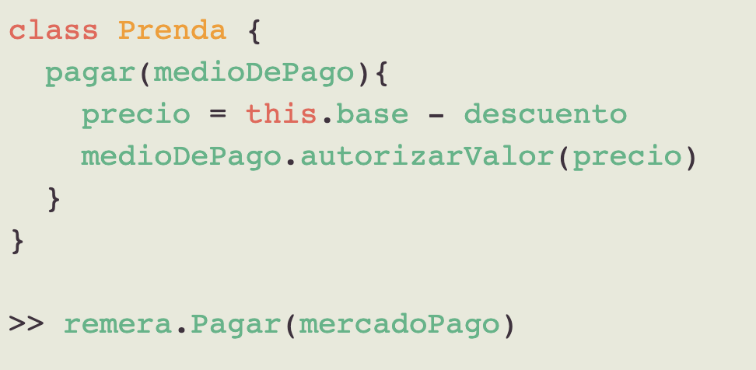 class Prenda {
pagar(medioDePago){
precio = this.base - descuento
medioDePago.autorizarValor(precio)
}
}
>> remera.Pagar(mercadoPago)